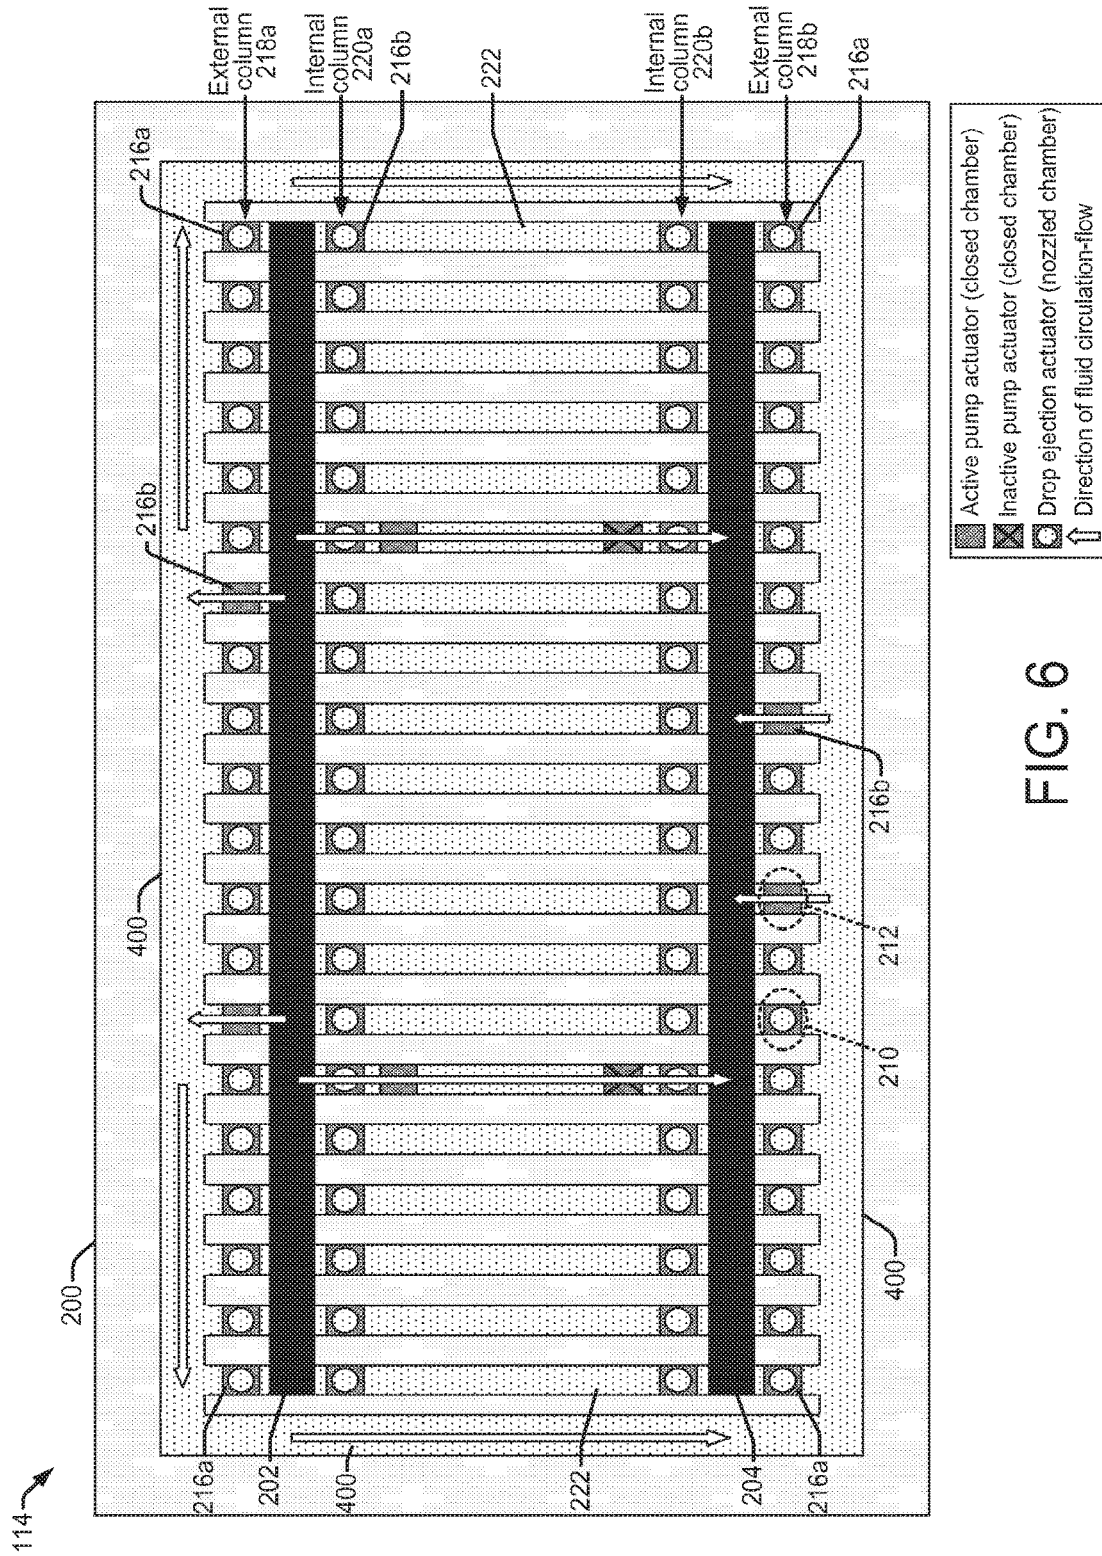 114
200
400
216b
216a
External
column
218a
Internal
column
220a
216b
222
Internal
column
220b
External
column
218b
216a
216a
202
400
222
204
216a
400
210
212
216b
FIG. 6
Active pump actuator (closed chamber)
Inactive pump actuator (closed chamber)
Drop ejection actuator (nozzled chamber)
Direction of fluid circulation-flow